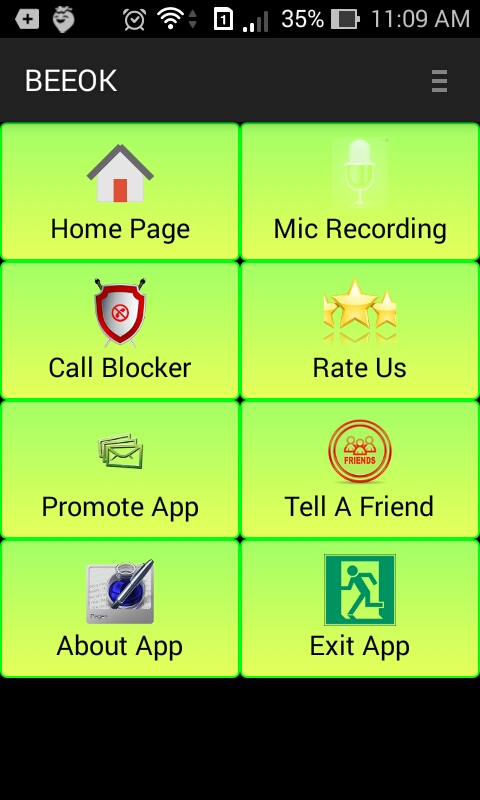 1 35% 11:09 AM
BEEOK
Home Page
Mic Recording
Call Blocker
Rate Us
FRIENDS
Promote App
Tell A Friend
Pages
About App
Exit App